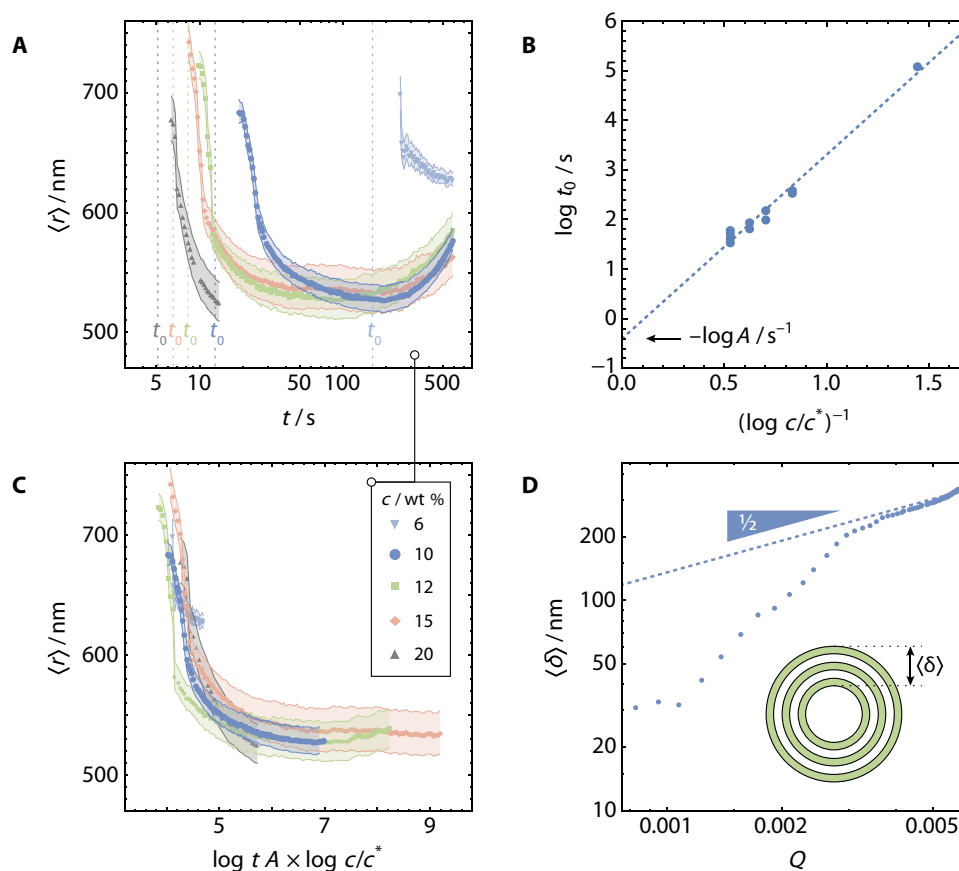 A
700
600
500
⟨r⟩ / nm
t₀ t₀ t₀ t₀ t₀
5 10 50 100 500
t / s
B
6
5
4
3
2
1
0
−1
log t₀ / s
−log A / s⁻¹
0.0 0.5 1.0 1.5
(log c/c*)⁻¹
C
700
600
500
⟨r⟩ / nm
c / wt %
6
10
12
15
20
5 7 9
log t A × log c/c*
D
200
100
50
20
10
⟨δ⟩ / nm
½
⟨δ⟩
0.001 0.002 0.005
Q